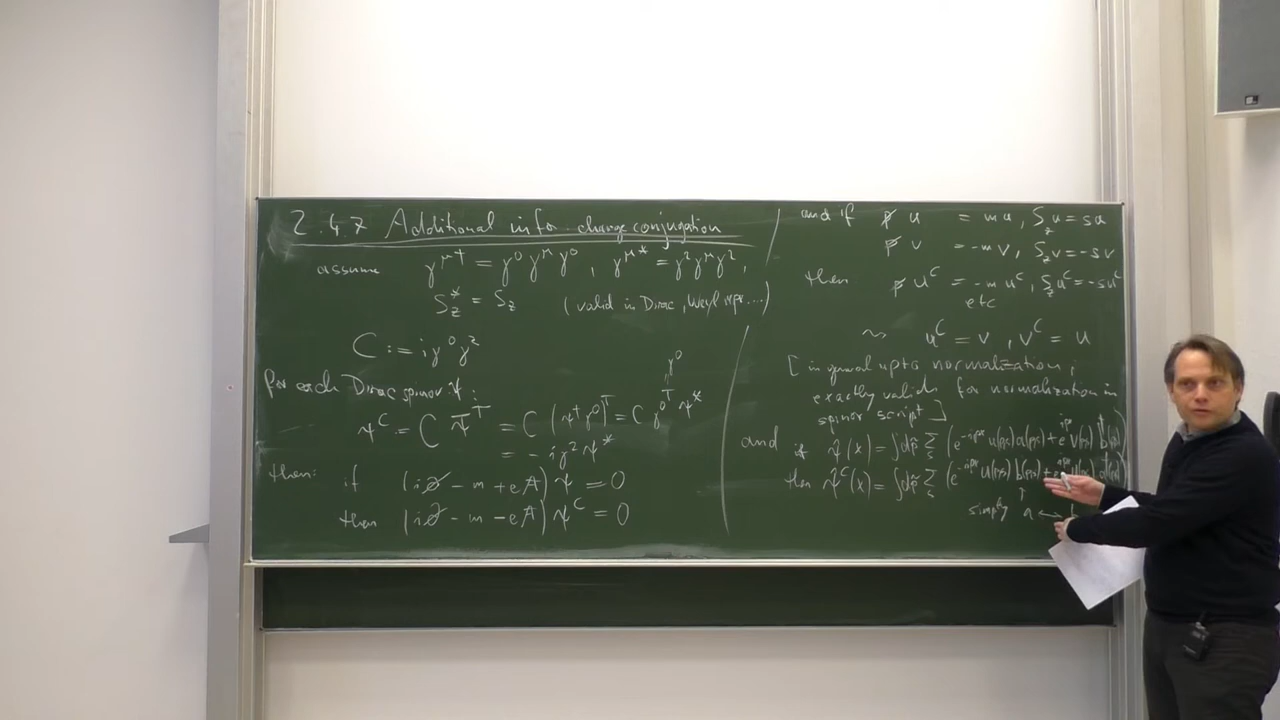 2.4.7 Additional info: charge conjugation
assume γ^{μ†} = γ^0 γ^μ γ^0 , γ^{μ*} = γ^2 γ^μ γ^2 ,
S_z^* = S_z (valid in Dirac, Weyl repr. ...)
C := iγ^0 γ^2
For each Dirac spinor ψ:
ψ^C = C ψ̄^T = C (ψ^† γ^0)^T = C γ^{0T} ψ^*
γ^0
= -iγ^2 ψ^*
then: if (i∂̸ - m + eA̸) ψ = 0
then (i∂̸ - m - eA̸) ψ^C = 0
and if p̸ u = m u , S_z u = s u
p̸ v = -m v , S_z v = -s v
then p̸ u^C = -m u^C , S_z u^C = -s u^C
etc
⇝ u^C = v , v^C = u
[ in general up to normalization ;
exactly valid for normalization in
spinor script ]
and if ψ̂(x) = ∫dp̃ Σ_s (e^{-ipx} u(p,s) a(p,s) + e^{ipx} v(p,s) b^†(p,s))
then ψ̂^C(x) = ∫dp̃ Σ_s (e^{-ipx} u(p,s) b(p,s) +
↑
simply a ↔